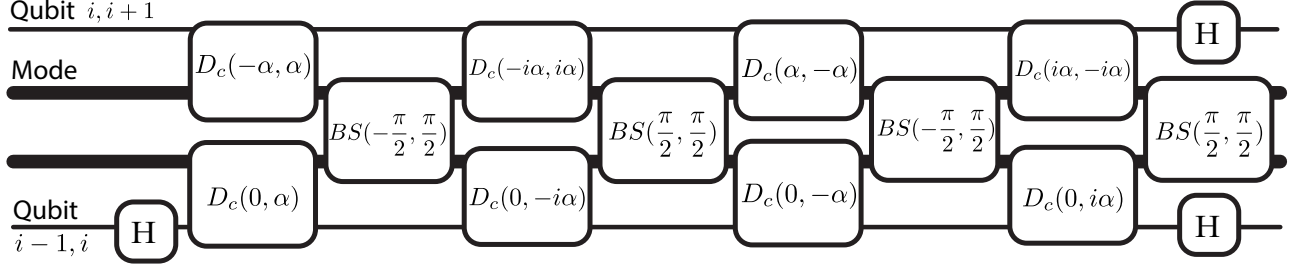 Qubit i, i + 1
H
D_c(−α, α)
D_c(−iα, iα)
D_c(α, −α)
D_c(iα, −iα)
Mode
BS(−π/2, π/2)
BS(π/2, π/2)
BS(−π/2, π/2)
BS(π/2, π/2)
D_c(0, α)
D_c(0, −iα)
D_c(0, −α)
D_c(0, iα)
Qubit
i − 1, i
H
H